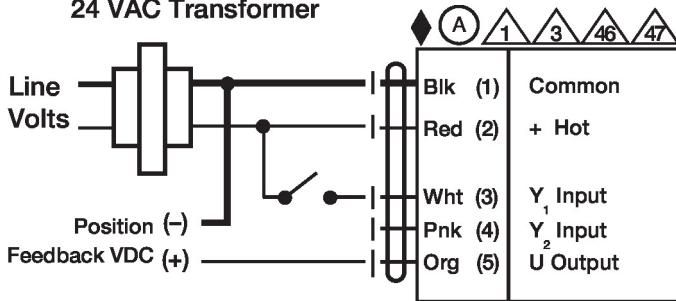 24 VAC Transformer
A 1 3 46 47
Line Volts
Blk (1) Common
Red (2) + Hot
Wht (3) Y1 Input
Position (–)
Pnk (4) Y2 Input
Feedback VDC (+)
Org (5) U Output